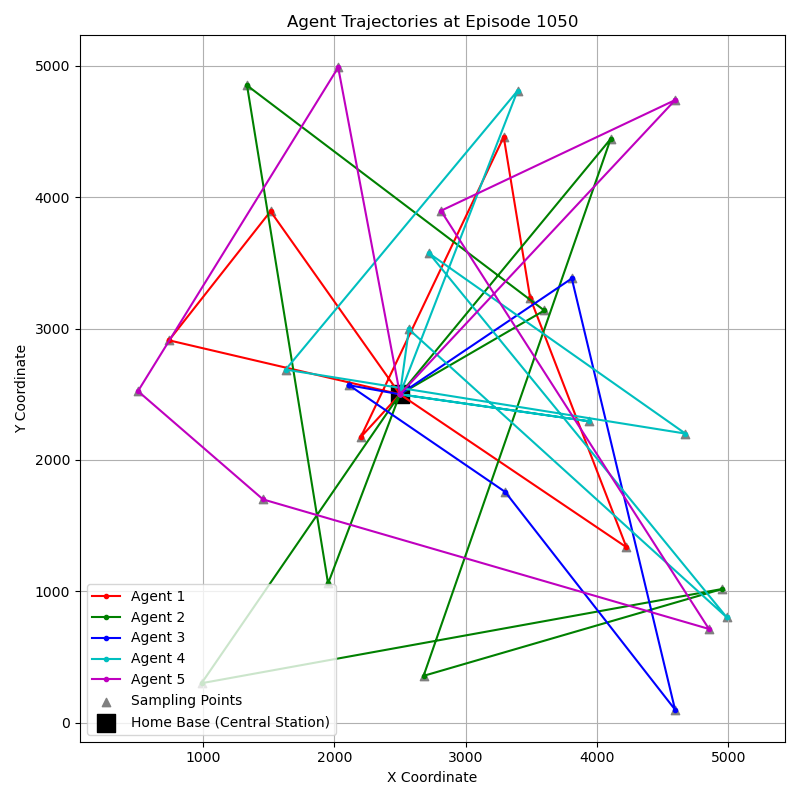 Agent Trajectories at Episode 1050
Y Coordinate
5000
4000
3000
2000
1000
0
Agent 1
Agent 2
Agent 3
Agent 4
Agent 5
Sampling Points
Home Base (Central Station)
1000 2000 3000 4000 5000
X Coordinate